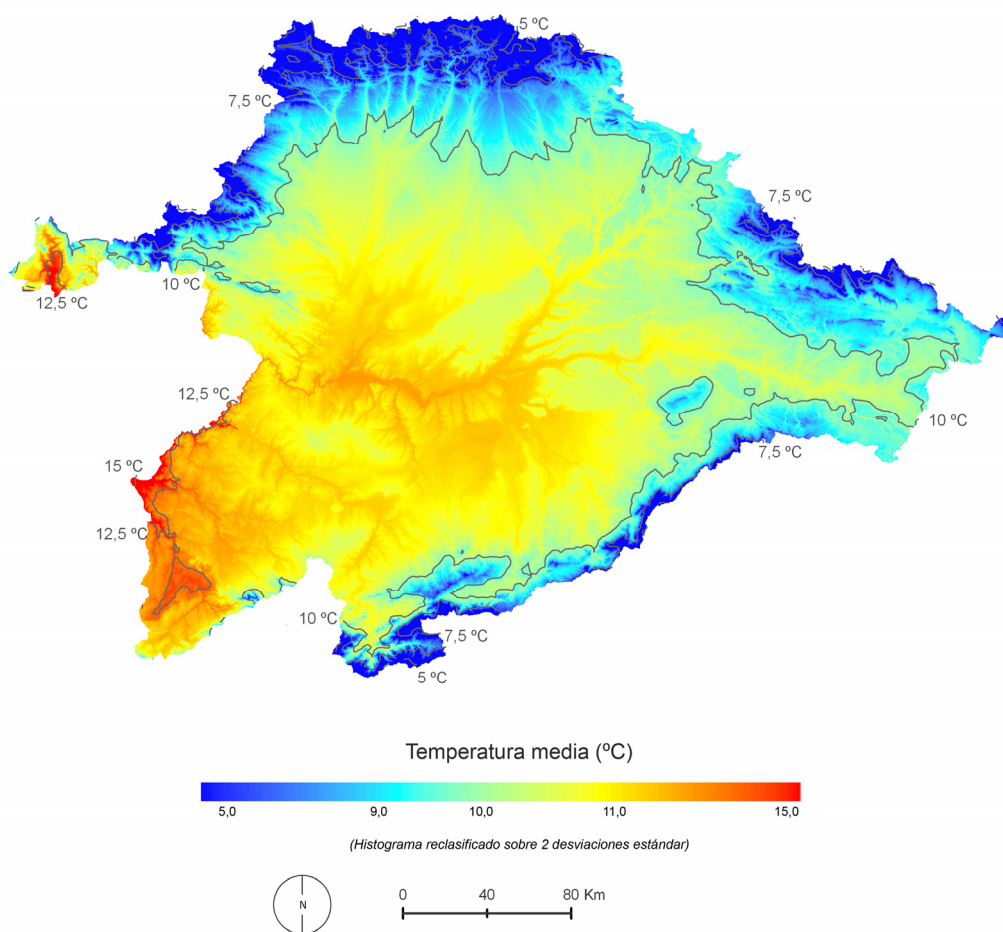 5 ºC
7,5 ºC
7,5 ºC
10 ºC
12,5 ºC
12,5 ºC
10 ºC
7,5 ºC
15 ºC
12,5 ºC
10 ºC
7,5 ºC
5 ºC
Temperatura media (ºC)
5,0 9,0 10,0 11,0 15,0
(Histograma reclasificado sobre 2 desviaciones estándar)
N
0 40 80 Km